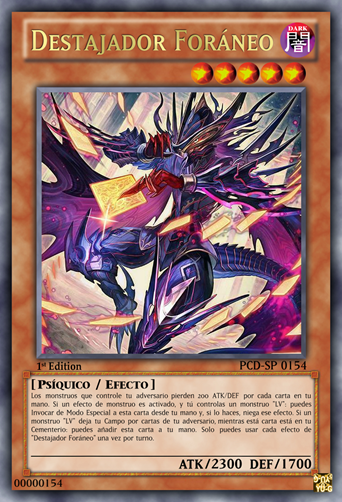 Destajador Foráneo
DARK
闇
1st Edition
PCD-SP 0154
[ Psíquico / Efecto ]
Los monstruos que controle tu adversario pierden 200 ATK/DEF por cada carta en tu
mano. Si un efecto de monstruo es activado, y tú controlas un monstruo "LV": puedes
Invocar de Modo Especial a esta carta desde tu mano y, si lo haces, niega ese efecto. Si un
monstruo "LV" deja tu Campo por cartas de tu adversario, mientras está carta está en tu
Cementerio: puedes añadir esta carta a tu mano. Solo puedes usar cada efecto de
"Destajador Foráneo" una vez por turno.
ATK/2300 DEF/1700
00000154